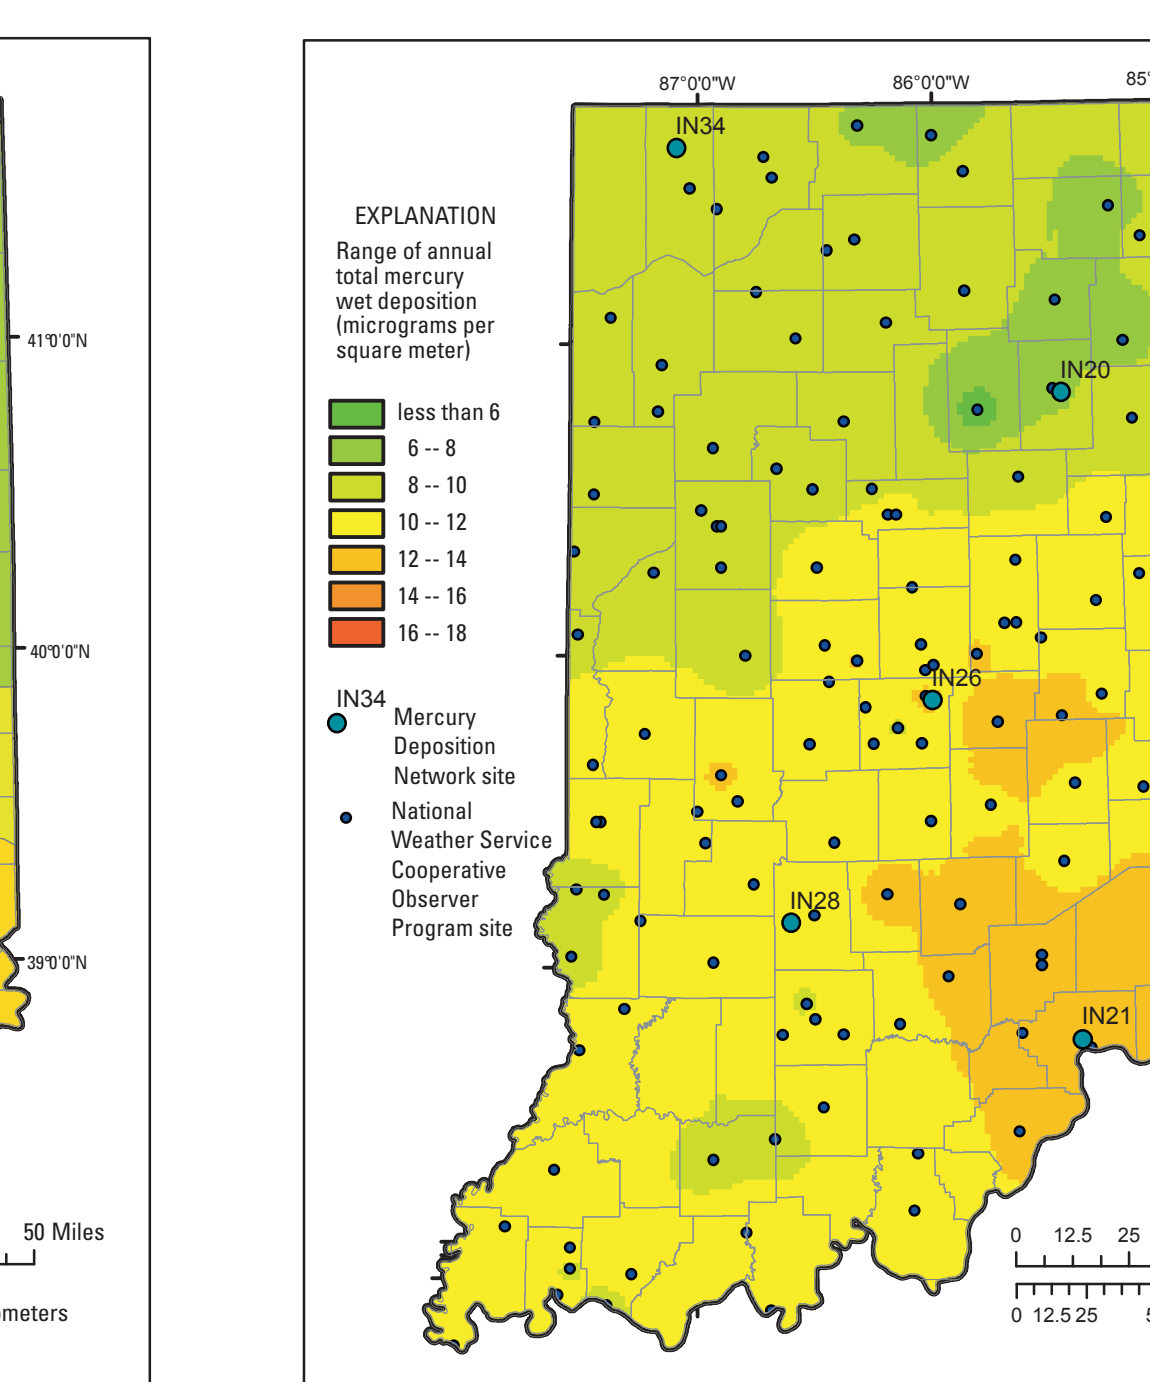 41°0'0"N
40°0'0"N
39°0'0"N
50 Miles
ometers
87°0'0"W
86°0'0"W
85°
EXPLANATION
Range of annual
total mercury
wet deposition
(micrograms per
square meter)
less than 6
6 -- 8
8 -- 10
10 -- 12
12 -- 14
14 -- 16
16 -- 18
IN34
Mercury
Deposition
Network site
National
Weather Service
Cooperative
Observer
Program site
IN34
IN20
IN26
IN28
IN21
0 12.5 25
0 12.5 25 5